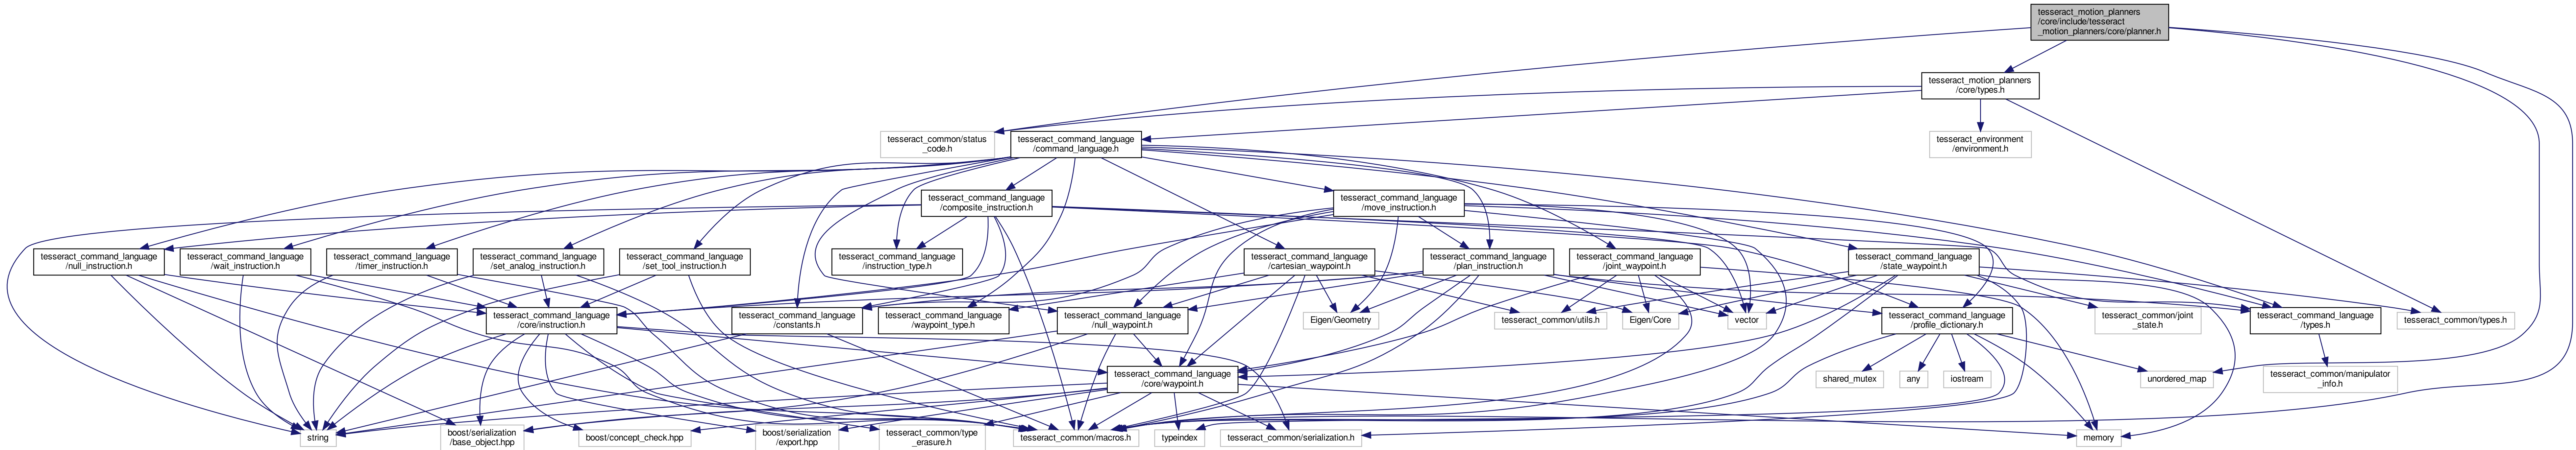 tesseract_motion_planners
/core/include/tesseract
_motion_planners/core/planner.h
tesseract_motion_planners
/core/types.h
tesseract_common/status
_code.h
tesseract_command_language
/command_language.h
tesseract_environment
/environment.h
tesseract_command_language
/composite_instruction.h
tesseract_command_language
/move_instruction.h
tesseract_command_language
/null_instruction.h
tesseract_command_language
/wait_instruction.h
tesseract_command_language
/timer_instruction.h
tesseract_command_language
/set_analog_instruction.h
tesseract_command_language
/set_tool_instruction.h
tesseract_command_language
/instruction_type.h
tesseract_command_language
/cartesian_waypoint.h
tesseract_command_language
/plan_instruction.h
tesseract_command_language
/joint_waypoint.h
tesseract_command_language
/state_waypoint.h
tesseract_command_language
/core/instruction.h
tesseract_command_language
/constants.h
tesseract_command_language
/waypoint_type.h
tesseract_command_language
/null_waypoint.h
Eigen/Geometry
tesseract_common/utils.h
Eigen/Core
vector
tesseract_command_language
/profile_dictionary.h
tesseract_common/joint
_state.h
tesseract_command_language
/types.h
tesseract_common/types.h
tesseract_command_language
/core/waypoint.h
shared_mutex
any
iostream
unordered_map
tesseract_common/manipulator
_info.h
string
boost/serialization
/base_object.hpp
boost/concept_check.hpp
boost/serialization
/export.hpp
tesseract_common/type
_erasure.h
tesseract_common/macros.h
typeindex
tesseract_common/serialization.h
memory